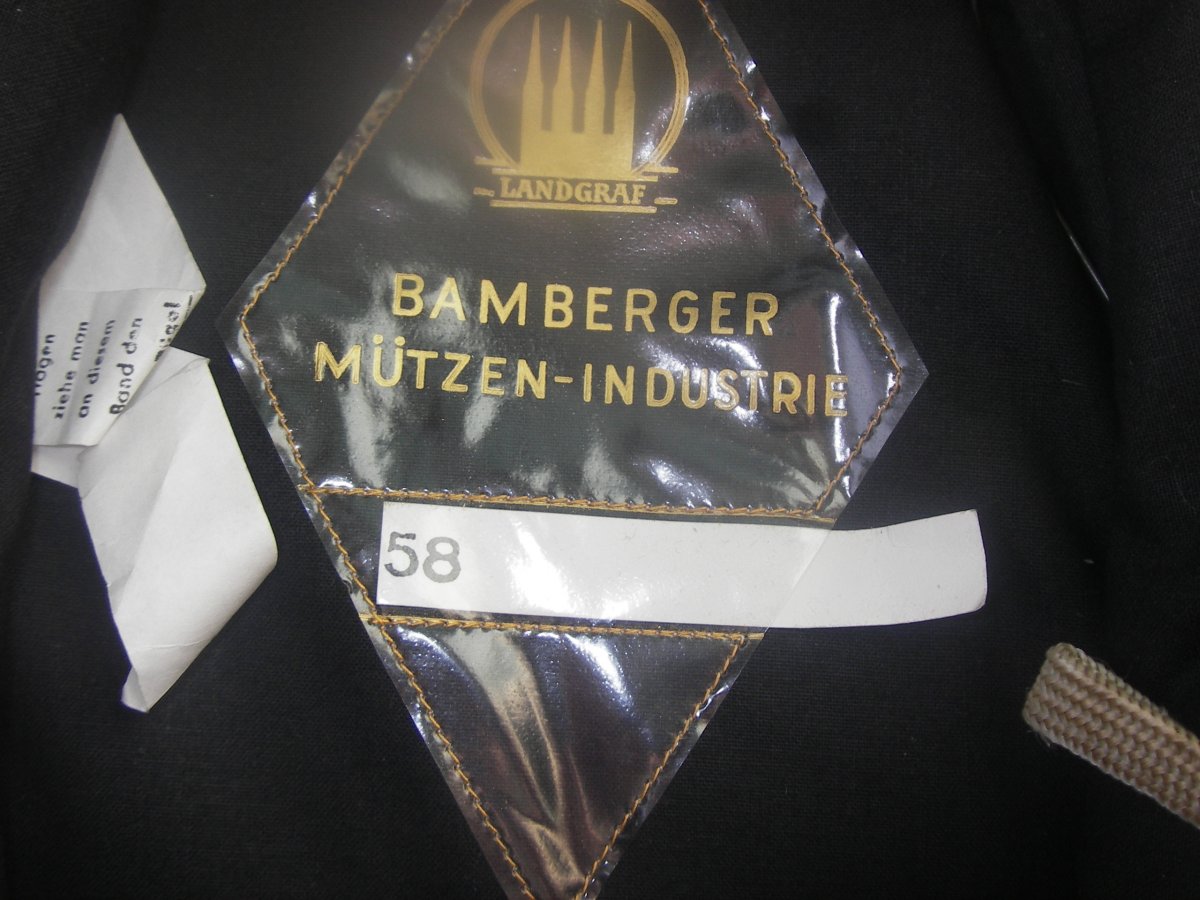 LANDGRAF
BAMBERGER
MÜTZEN-INDUSTRIE
58
ziehe man
an diesem
Band den